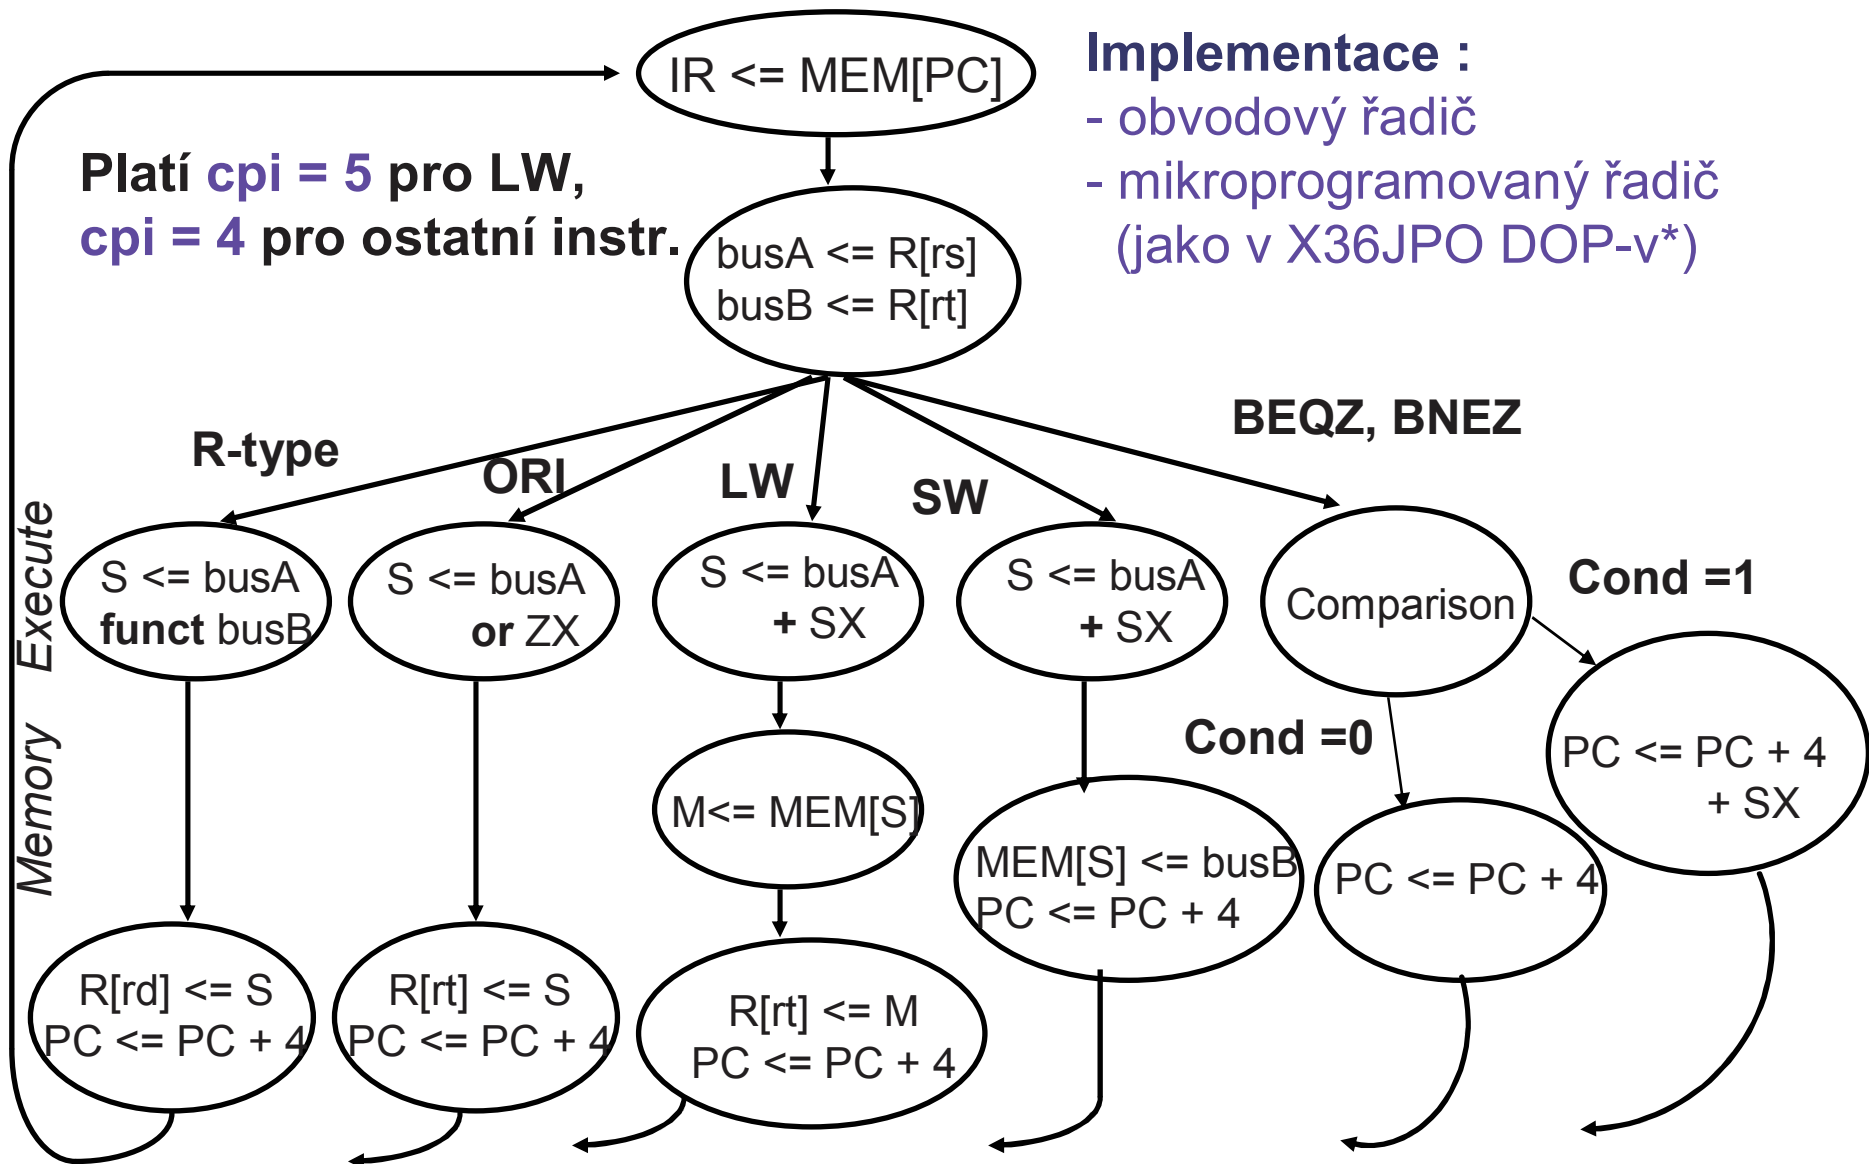 IR <= MEM[PC]
Implementace :
- obvodový řadič
- mikroprogramovaný řadič
(jako v X36JPO DOP-v*)
Platí cpi = 5 pro LW,
cpi = 4 pro ostatní instr.
busA <= R[rs]
busB <= R[rt]
R-type
ORI
LW
SW
BEQZ, BNEZ
Execute
S <= busA
funct busB
S <= busA
or ZX
S <= busA
+ SX
S <= busA
+ SX
Comparison
Cond =1
Cond =0
PC <= PC + 4
+ SX
Memory
M<= MEM[S]
MEM[S] <= busB
PC <= PC + 4
PC <= PC + 4
R[rd] <= S
PC <= PC + 4
R[rt] <= S
PC <= PC + 4
R[rt] <= M
PC <= PC + 4